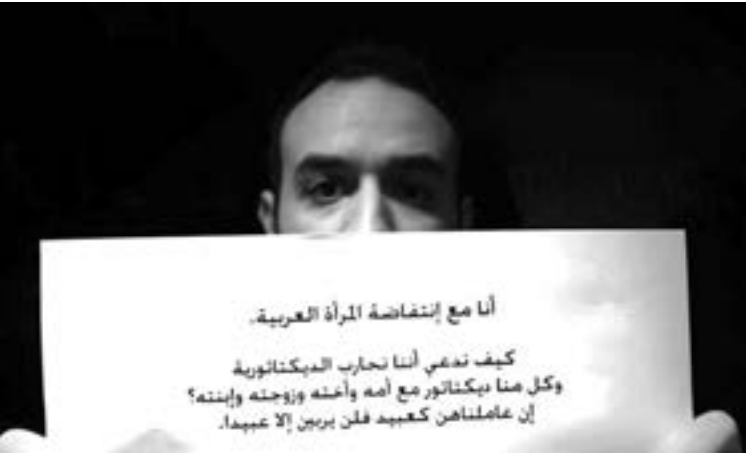 أنا مع إنتفاضة المرأة العربية.
كيف ندعي أننا نحارب الديكتاتورية
وكل منا ديكتاتور مع أمه وأخته وزوجته وإبنته؟
إن عاملناهن كعبيد فلن يربين إلا عبيدا.